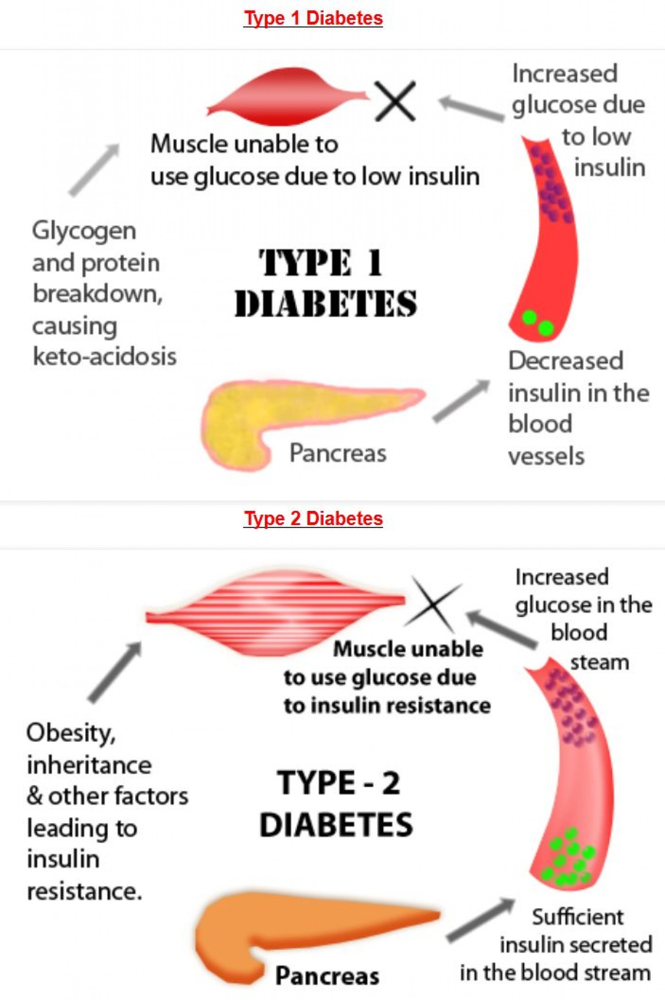 Type 1 Diabetes
Increased
glucose due
to low
insulin
Muscle unable to
use glucose due to low insulin
Glycogen
and protein
breakdown,
causing
keto-acidosis
TYPE 1
DIABETES
Decreased
insulin in the
blood
vessels
Pancreas
Type 2 Diabetes
Increased
glucose in the
blood
steam
Muscle unable
to use glucose due
to insulin resistance
Obesity,
inheritance
& other factors
leading to
insulin
resistance.
TYPE - 2
DIABETES
Sufficient
insulin secreted
in the blood stream
Pancreas